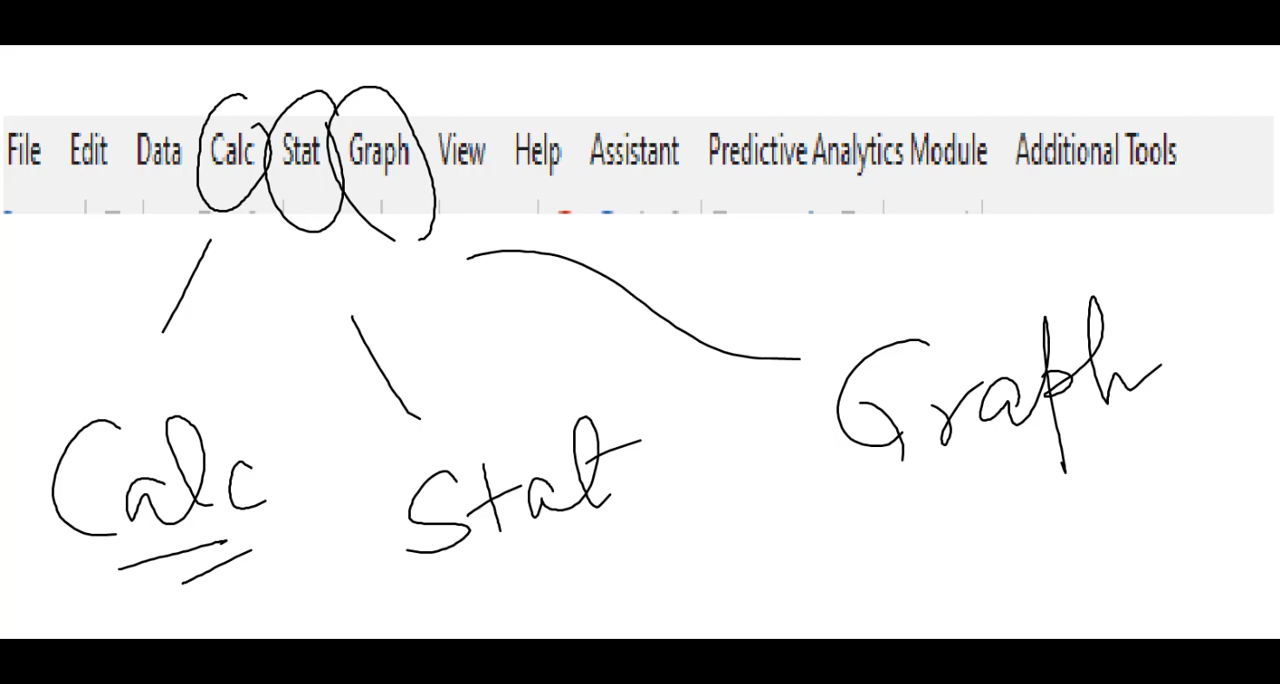 File Edit Data Calc Stat Graph View Help Assistant Predictive Analytics Module Additional Tools
Graph
Calc Stat